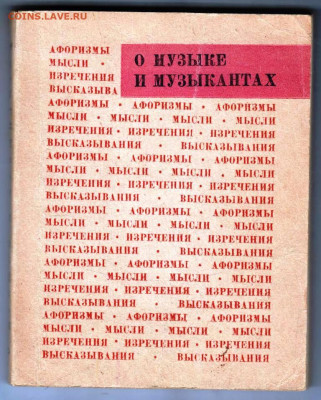 COINS.LAVE.RU
АФОРИЗМЫ
МЫСЛИ •
ИЗРЕЧЕНИЯ
ВЫСКАЗЫВА
О МУЗЫКЕ
И МУЗЫКАНТАХ
АФОРИЗМЫ • АФОРИЗМЫ • АФОРИЗМЫ
МЫСЛИ • МЫСЛИ • МЫСЛИ • МЫСЛИ
ИЗРЕЧЕНИЯ • ИЗРЕЧЕНИЯ • ИЗРЕЧЕНИЯ
ВЫСКАЗЫВАНИЯ • ВЫСКАЗЫВАНИЯ
АФОРИЗМЫ • АФОРИЗМЫ • АФОРИЗМЫ
МЫСЛИ • МЫСЛИ • МЫСЛИ • МЫСЛИ
ИЗРЕЧЕНИЯ • ИЗРЕЧЕНИЯ • ИЗРЕЧЕНИЯ
ВЫСКАЗЫВАНИЯ • ВЫСКАЗЫВАНИЯ
АФОРИЗМЫ • АФОРИЗМЫ • АФОРИЗМЫ
МЫСЛИ • МЫСЛИ • МЫСЛИ • МЫСЛИ
ИЗРЕЧЕНИЯ • ИЗРЕЧЕНИЯ • ИЗРЕЧЕНИЯ
ВЫСКАЗЫВАНИЯ • ВЫСКАЗЫВАНИЯ
АФОРИЗМЫ • АФОРИЗМЫ • АФОРИЗМЫ
МЫСЛИ • МЫСЛИ • МЫСЛИ • МЫСЛИ
ИЗРЕЧЕНИЯ • ИЗРЕЧЕНИЯ • ИЗРЕЧЕНИЯ
ВЫСКАЗЫВАНИЯ • ВЫСКАЗЫВАНИЯ
АФОРИЗМЫ • АФОРИЗМЫ • АФОРИЗМЫ
МЫСЛИ • МЫСЛИ • МЫСЛИ • МЫСЛИ
ИЗРЕЧЕНИЯ • ИЗРЕЧЕНИЯ • ИЗРЕЧЕНИЯ
ВЫСКАЗЫВАНИЯ • ВЫСКАЗЫВАНИЯ